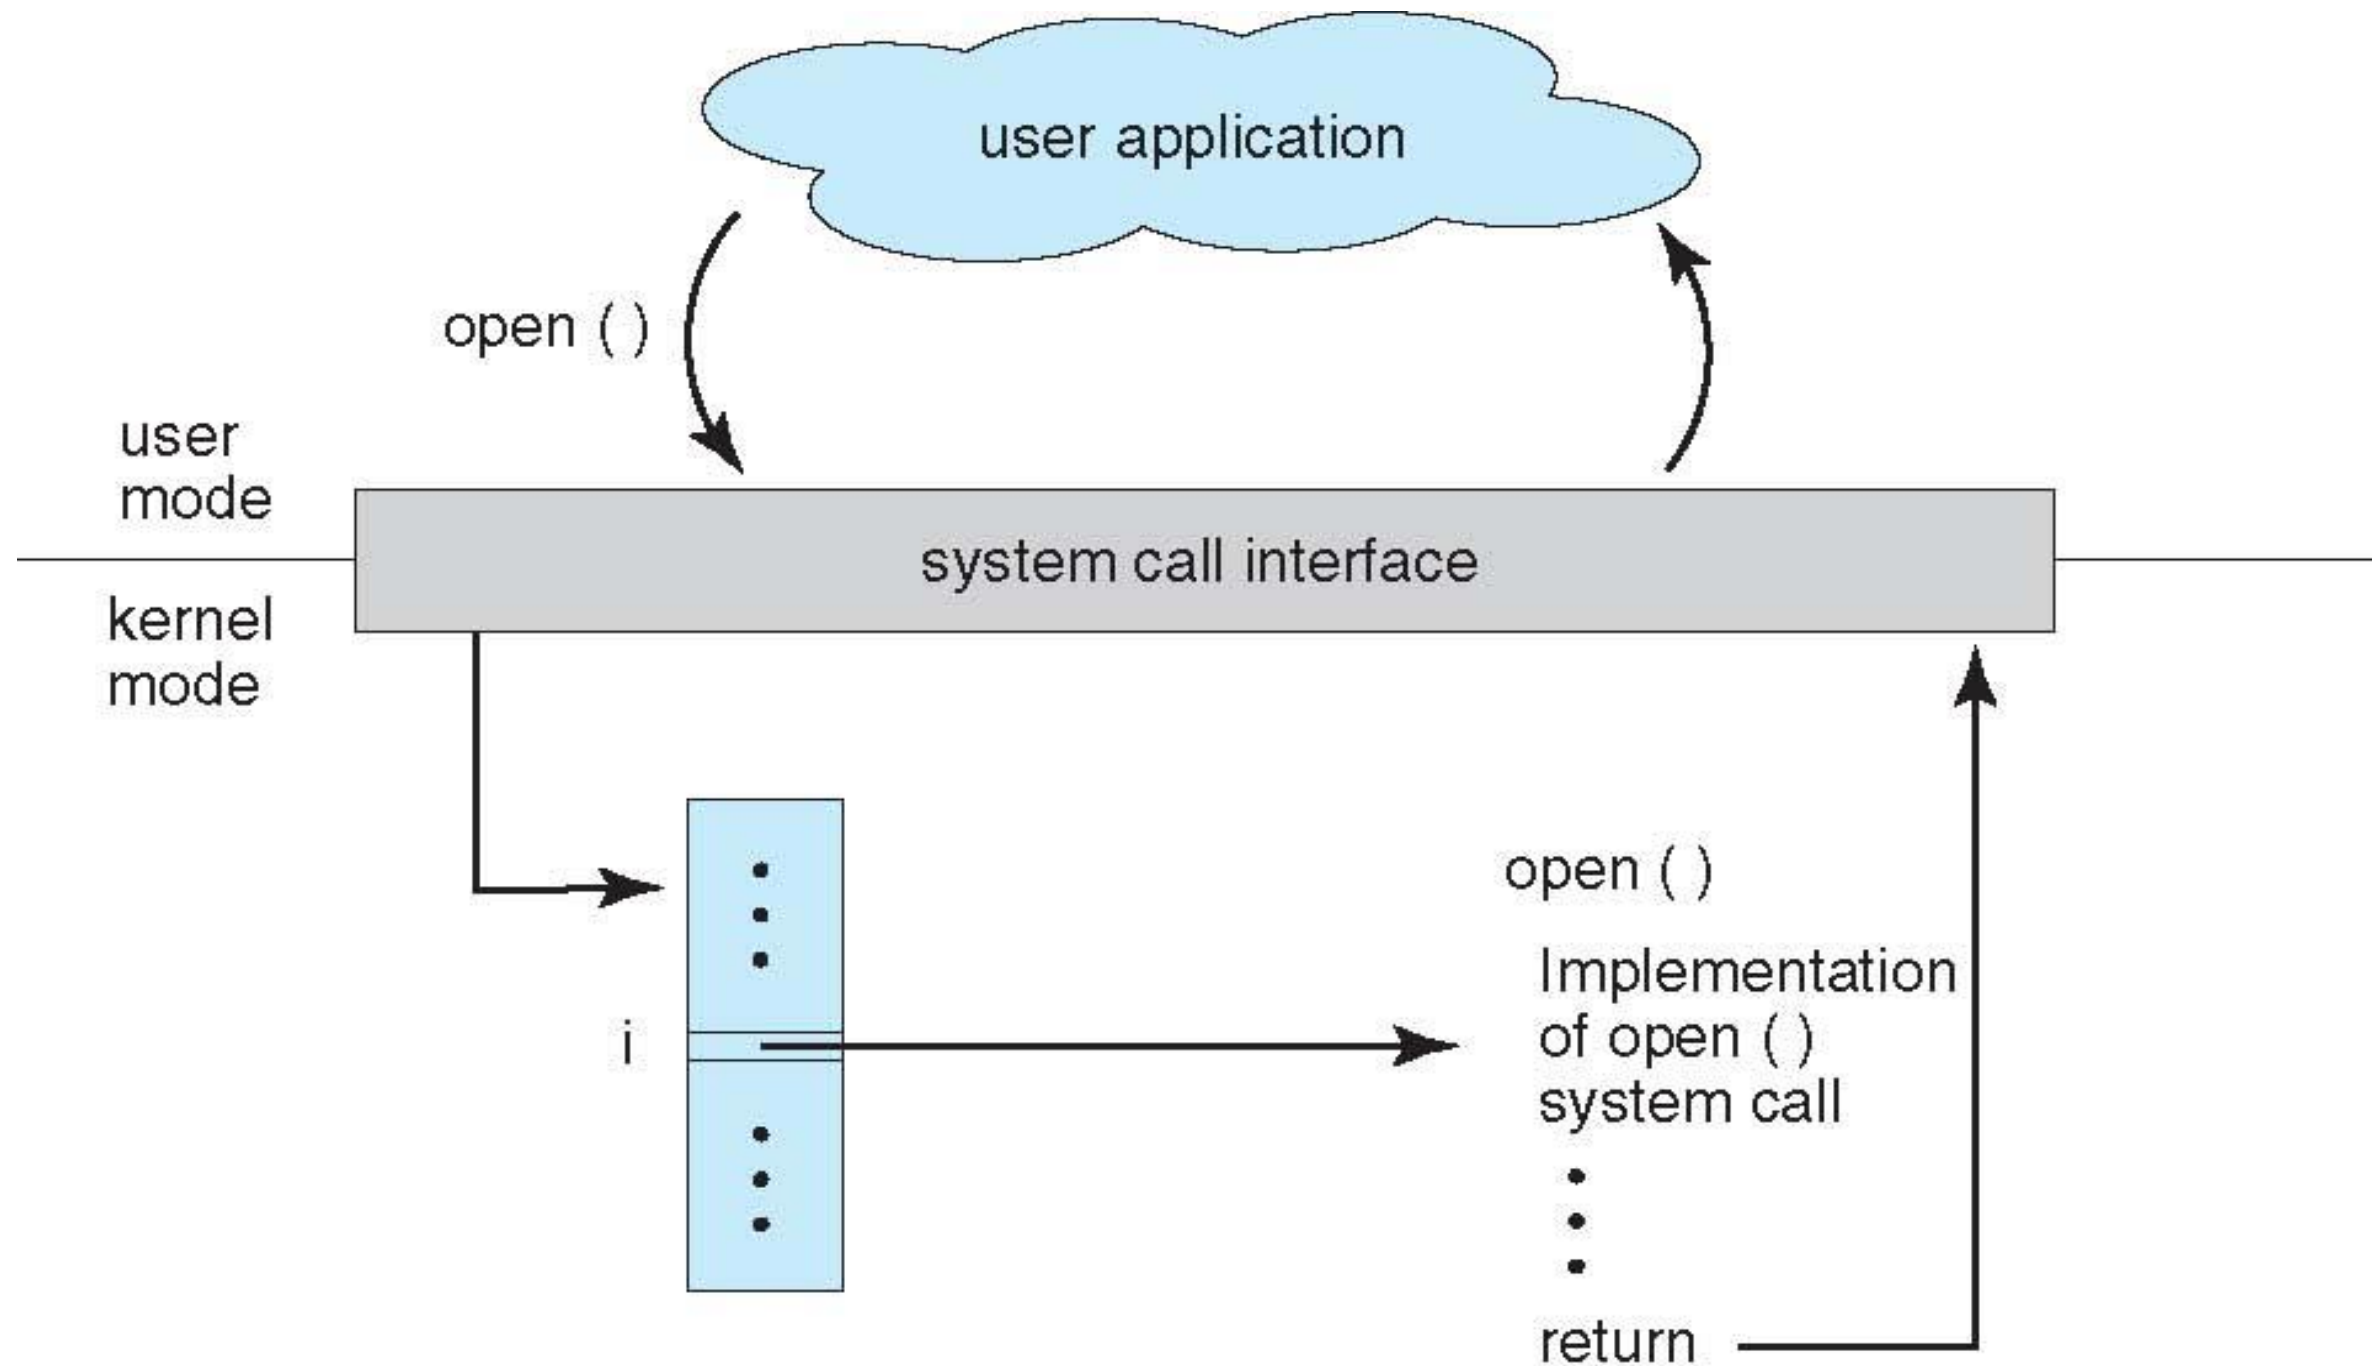 user application
open ( )
user
mode
system call interface
kernel
mode
open ( )
i
Implementation
of open ( )
system call
return